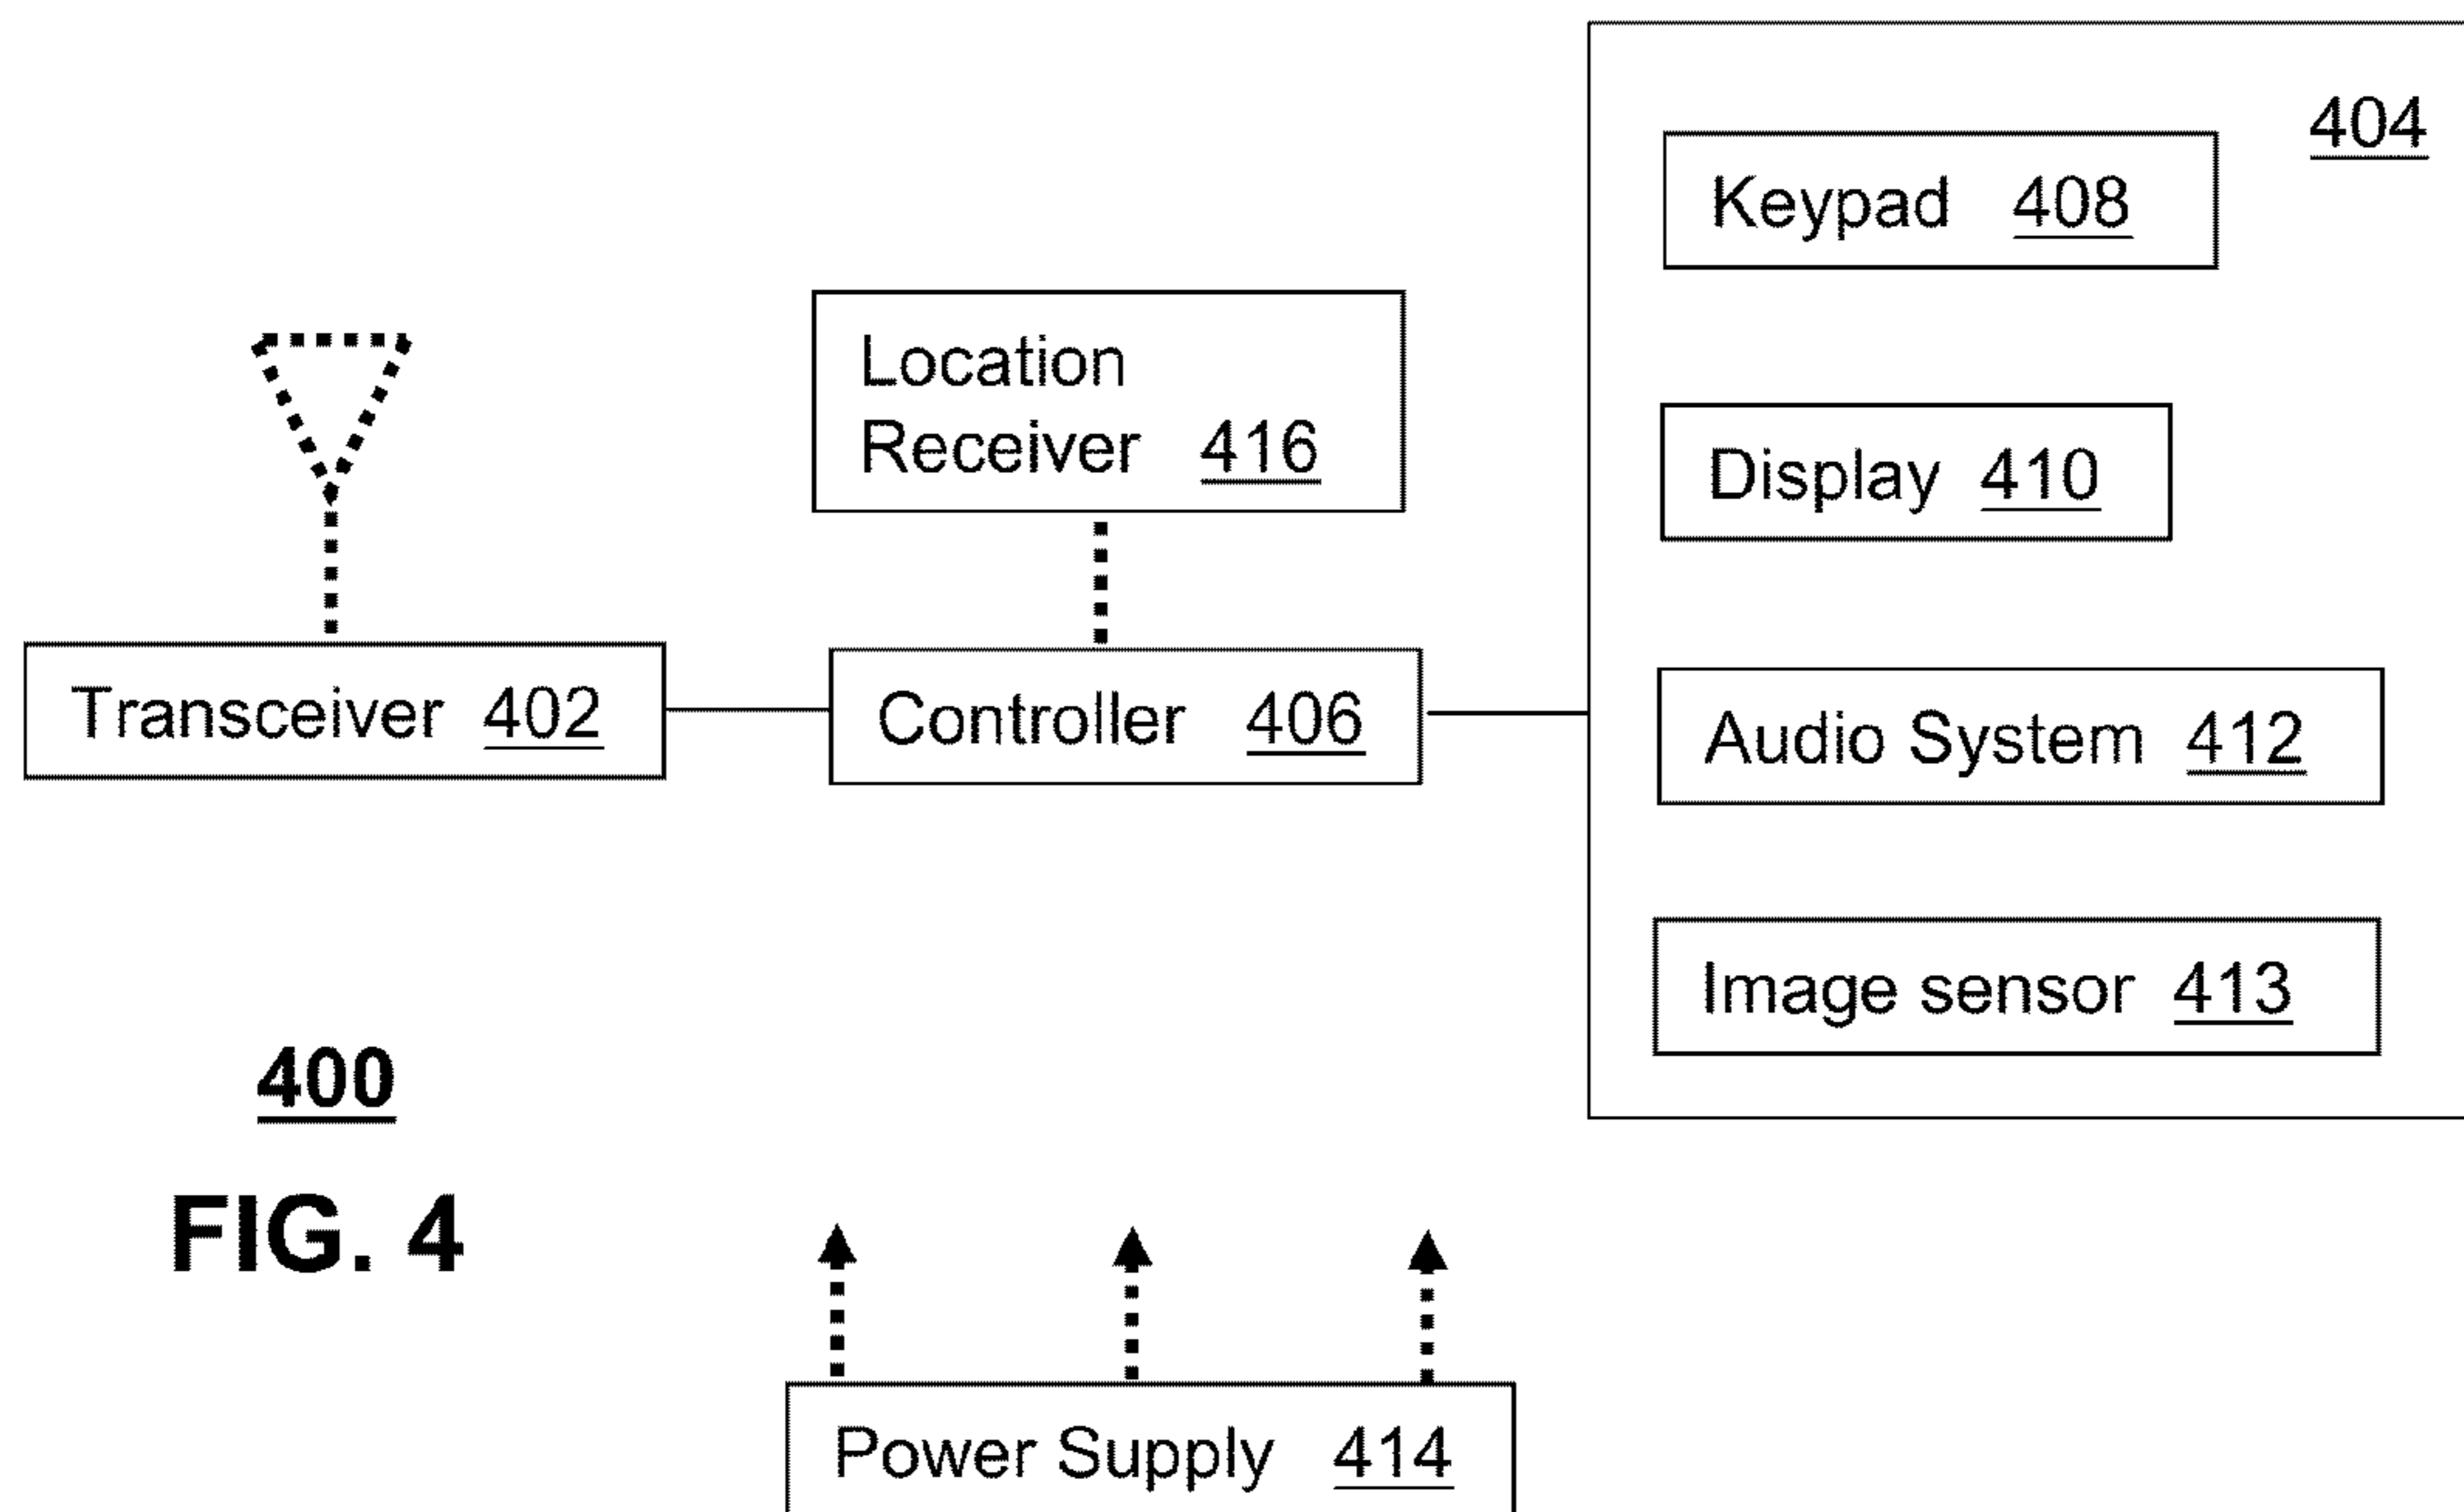 404
Keypad 408
Location
Receiver 416
Display 410
Transceiver 402
Controller 406
Audio System 412
Image sensor 413
400
FIG. 4
Power Supply 414